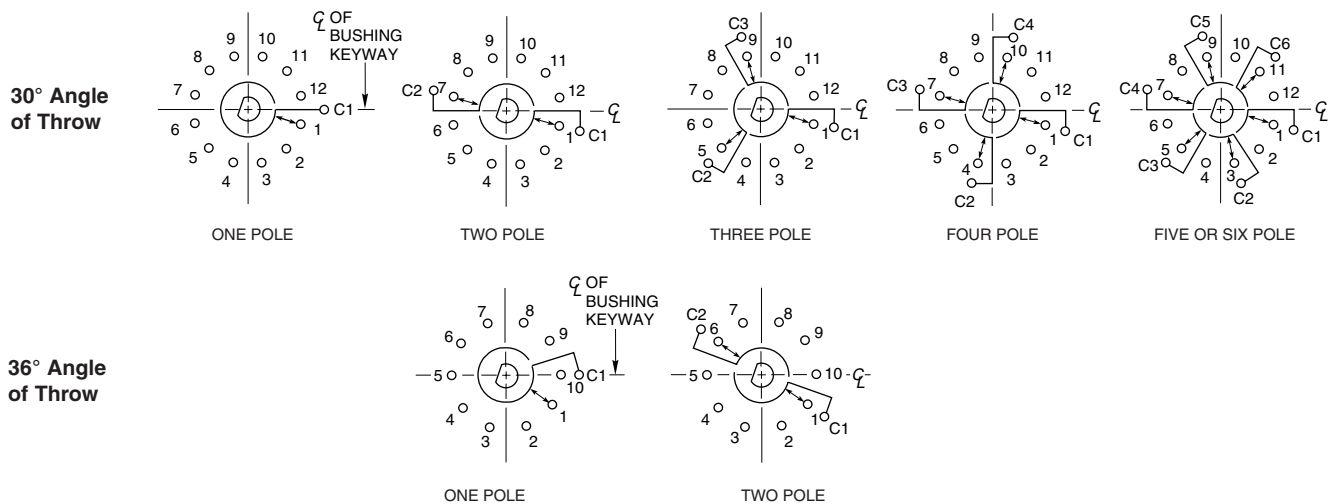 30° Angle
of Throw
℄ OF
BUSHING
KEYWAY
1
2
3
4
5
6
7
8
9
10
11
12
C1
ONE POLE
1
2
3
4
5
6
7
8
9
10
11
12
C1
C2
℄
TWO POLE
1
2
3
4
5
6
7
8
9
10
11
12
C1
C2
C3
℄
THREE POLE
1
2
3
4
5
6
7
8
9
10
11
12
C1
C2
C3
C4
FOUR POLE
1
2
3
4
5
6
7
8
9
10
11
12
C1
C2
C3
C4
C5
C6
℄
FIVE OR SIX POLE
36° Angle
of Throw
℄ OF
BUSHING
KEYWAY
1
2
3
4
5
6
7
8
9
10
C1
ONE POLE
1
2
3
4
5
6
7
8
9
10
C1
C2
℄
TWO POLE